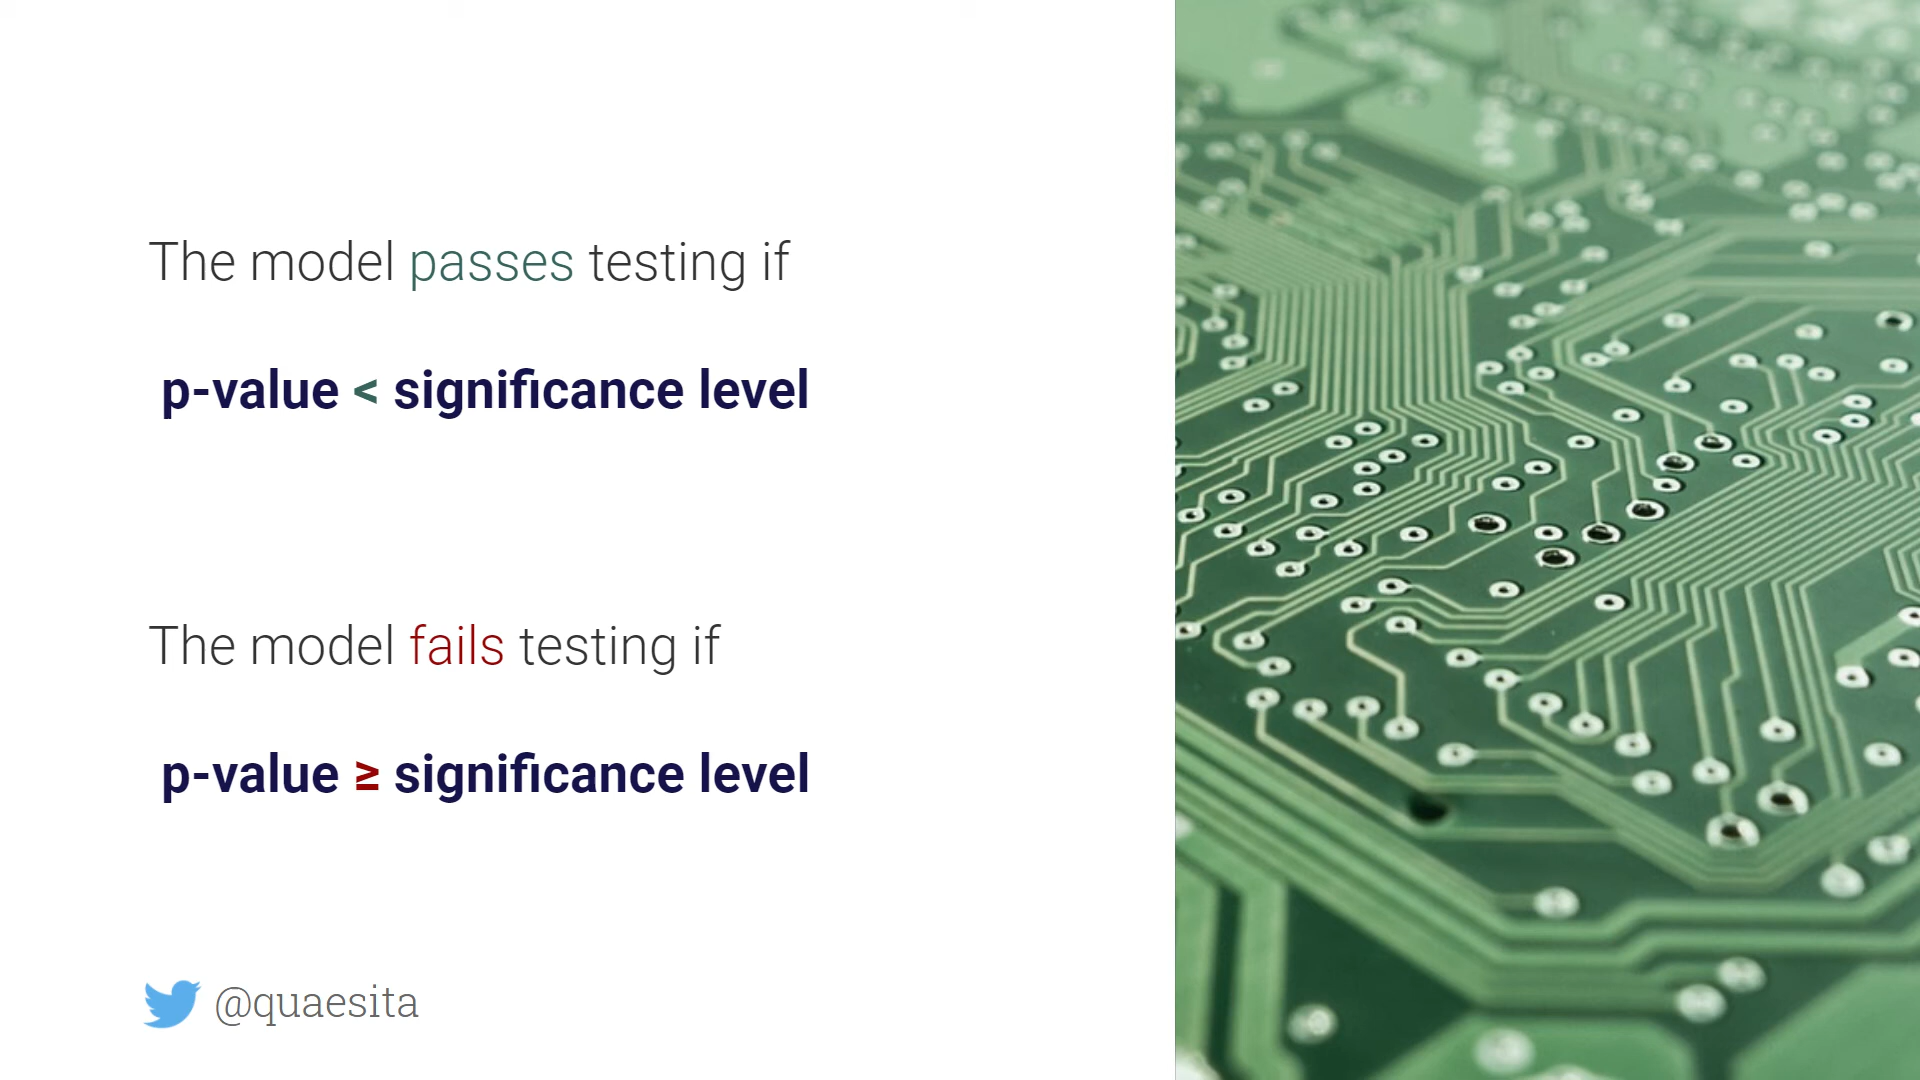 The model passes testing if
p-value < significance level
The model fails testing if
p-value ≥ significance level
@quaesita